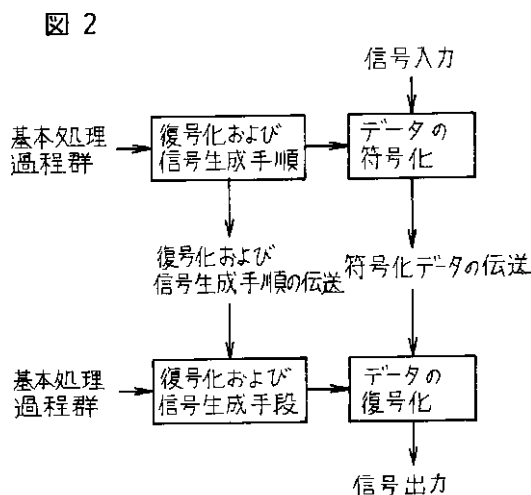 図 2
信号入力
基本処理
過程群
復号化および
信号生成手順
データの
符号化
復号化および
信号生成手順の伝送
符号化データの伝送
基本処理
過程群
復号化および
信号生成手段
データの
復号化
信号出力